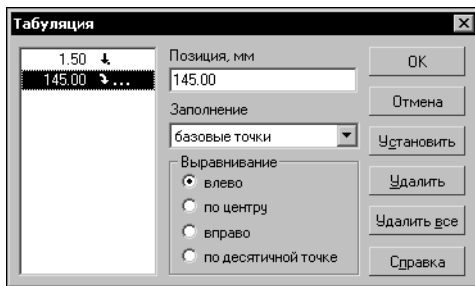 Табуляция
1.50
145.00 ...
Позиция, мм
145.00
Заполнение
базовые точки
Выравнивание
влево
по центру
вправо
по десятичной точке
OK
Отмена
Установить
Удалить
Удалить все
Справка